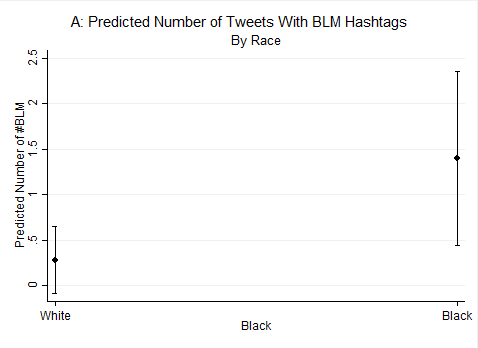 A: Predicted Number of Tweets With BLM Hashtags
By Race
Predicted Number of #BLM
2.5
2
1.5
1
.5
0
White
Black
Black